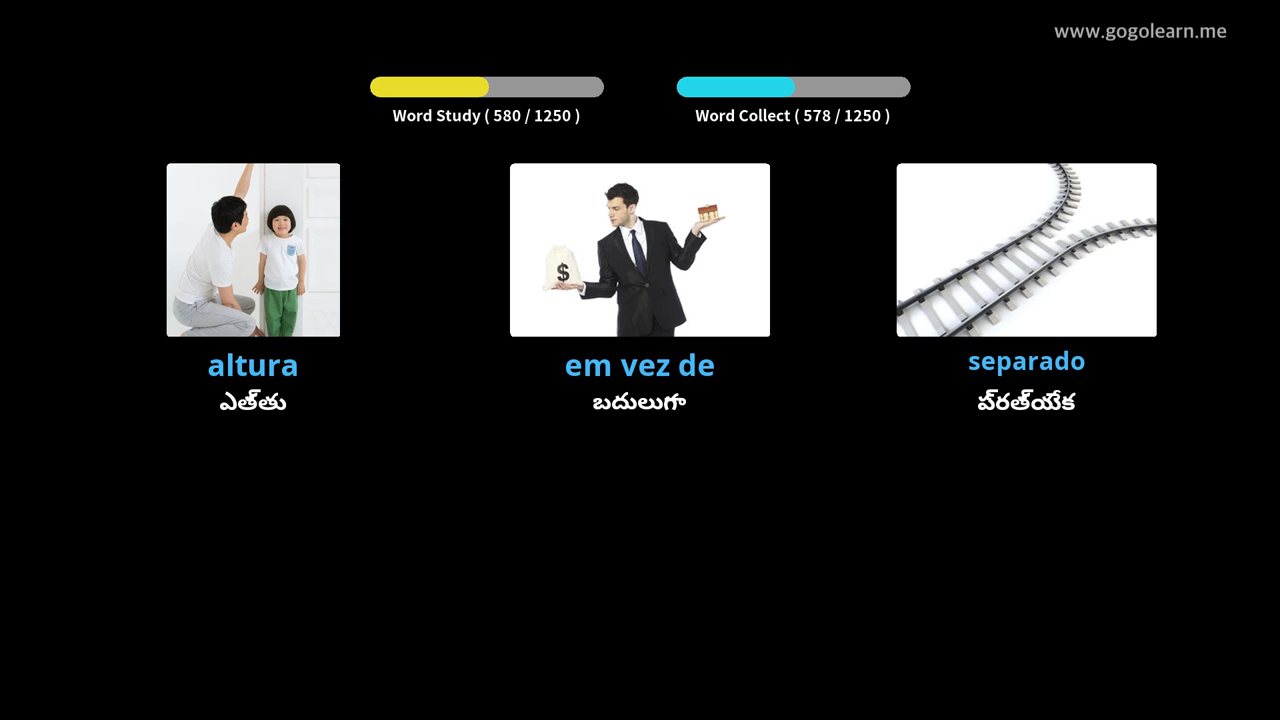 www.gogolearn.me
Word Study ( 580 / 1250 )
Word Collect ( 578 / 1250 )
altura
ఎత్తు
em vez de
బదులుగా
separado
ప్రత్యేక